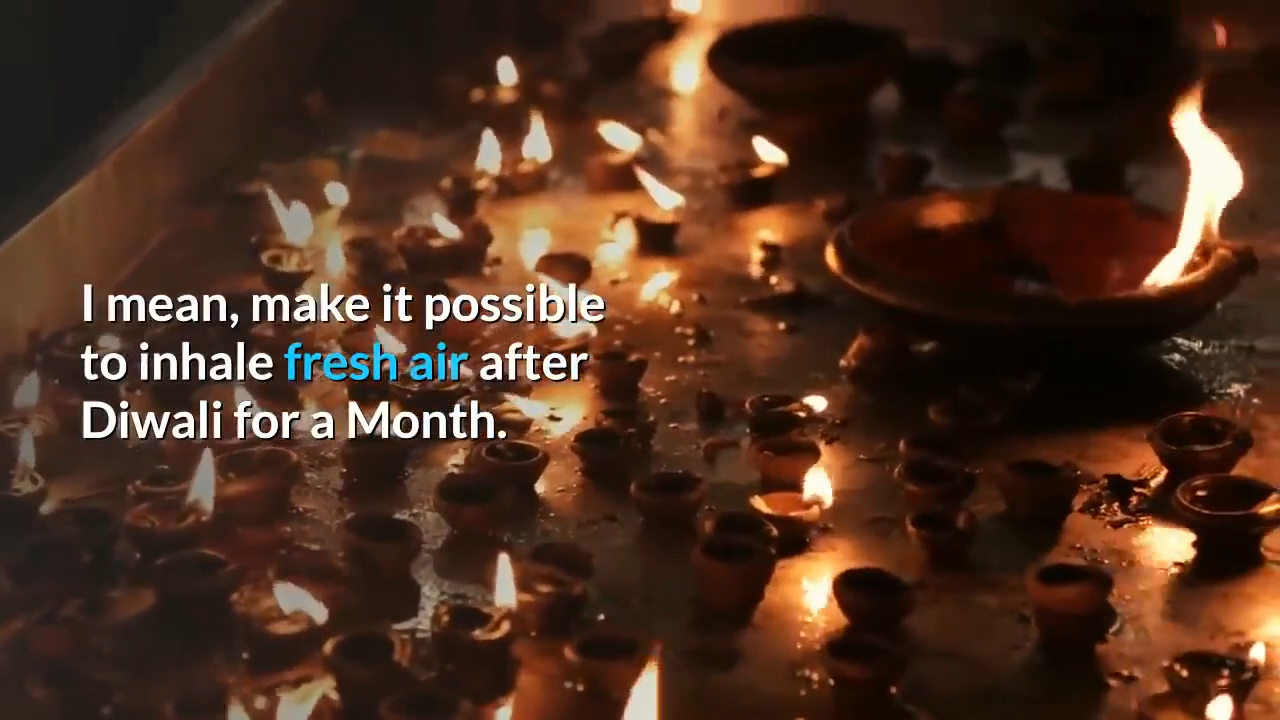 I mean, make it possible
to inhale fresh air after
Diwali for a Month.